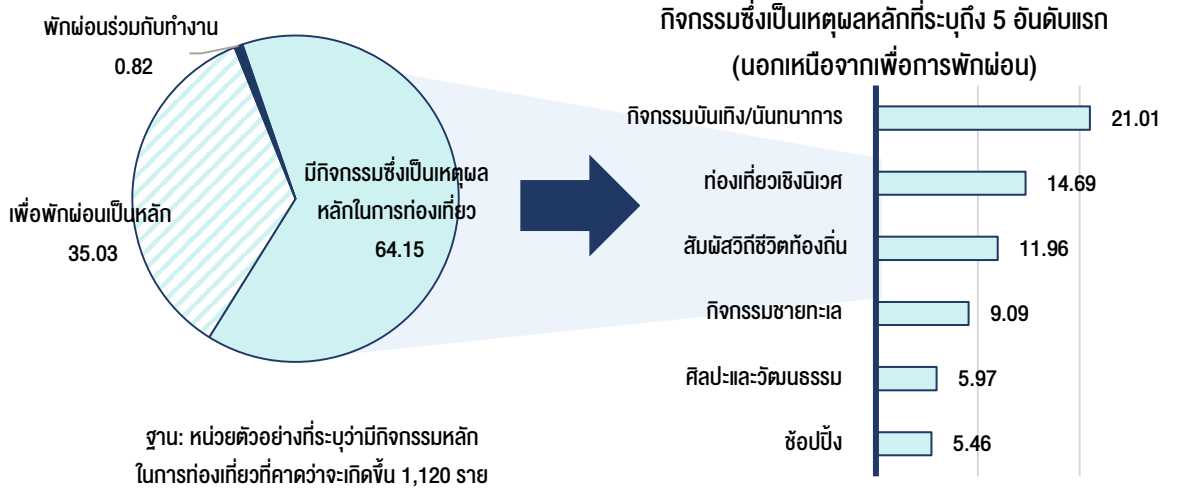 พักผ่อนร่วมกับทำงาน
0.82
เพื่อพักผ่อนเป็นหลัก
35.03
มีกิจกรรมซึ่งเป็นเหตุผล
หลักในการท่องเที่ยว
64.15
ฐาน: หน่วยตัวอย่างที่ระบุว่ามีกิจกรรมหลัก
ในการท่องเที่ยวที่คาดว่าจะเกิดขึ้น 1,120 ราย
กิจกรรมซึ่งเป็นเหตุผลหลักที่ระบุถึง 5 อันดับแรก
(นอกเหนือจากเพื่อการพักผ่อน)
กิจกรรมบันเทิง/นันทนาการ 21.01
ท่องเที่ยวเชิงนิเวศ 14.69
สัมผัสวิถีชีวิตท้องถิ่น 11.96
กิจกรรมชายทะเล 9.09
ศิลปะและวัฒนธรรม 5.97
ช้อปปิ้ง 5.46